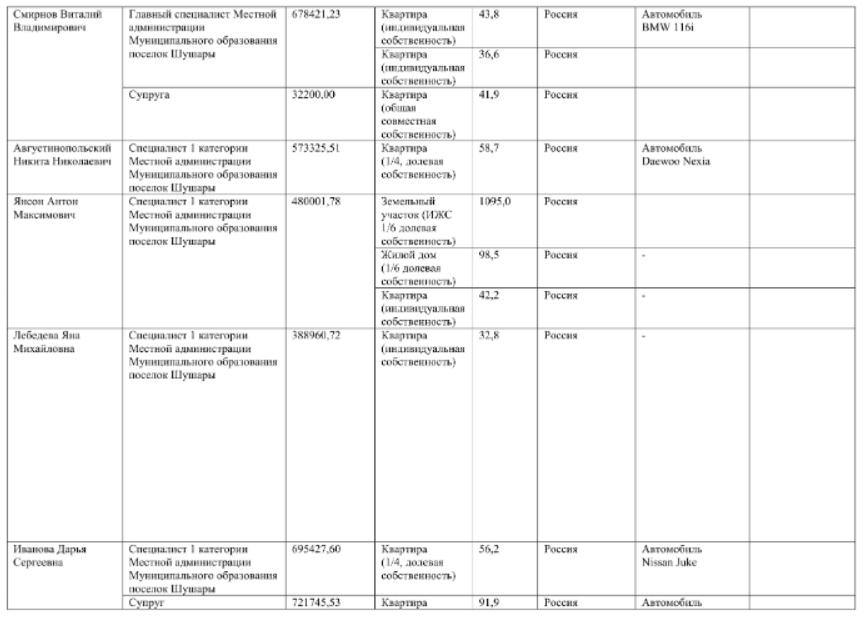 Смирнов Виталий Владимирович Главный специалист Местной администрации Муниципального образования поселок Шушары 678421,23 Квартира (индивидуальная собственность) 43,8 Россия Автомобиль BMW 116i
Квартира (индивидуальная собственность) 36,6 Россия
Супруга 32200,00 Квартира (общая совместная собственность) 41,9 Россия
Августинопольский Никита Николаевич Специалист 1 категории Местной администрации Муниципального образования поселок Шушары 573325,51 Квартира (1/4, долевая собственность) 58,7 Россия Автомобиль Daewoo Nexia
Янсон Антон Максимович Специалист 1 категории Местной администрации Муниципального образования поселок Шушары 480001,78 Земельный участок (ИЖС 1/6 долевая собственность) 1095,0 Россия
Жилой дом (1/6 долевая собственность) 98,5 Россия -
Квартира (индивидуальная собственность) 42,2 Россия -
Лебедева Яна Михайловна Специалист 1 категории Местной администрации Муниципального образования поселок Шушары 388960,72 Квартира (индивидуальная собственность) 32,8 Россия -
Иванова Дарья Сергеевна Специалист 1 категории Местной администрации Муниципального образования поселок Шушары 695427,60 Квартира (1/4, долевая собственность) 56,2 Россия Автомобиль Nissan Juke
Супруг 721745,53 Квартира 91,9 Россия Автомобиль